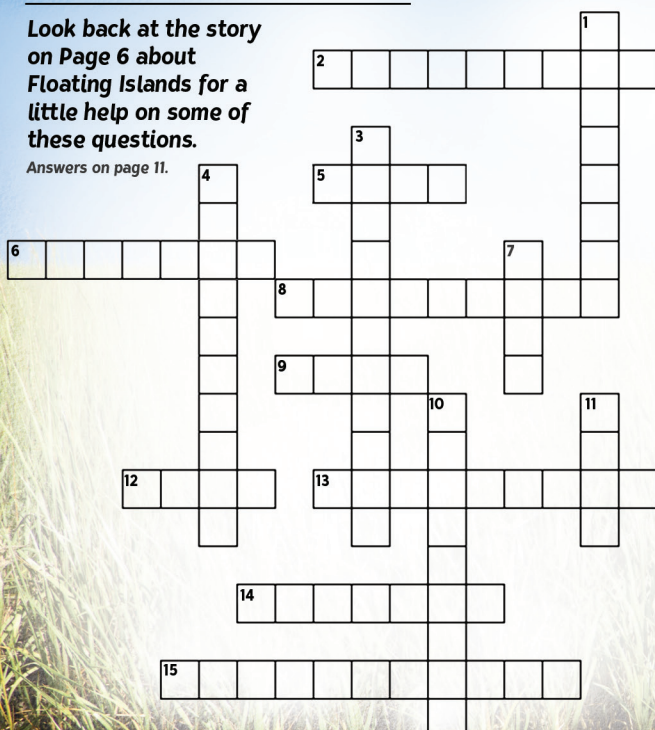 Look back at the story
on Page 6 about
Floating Islands for a
little help on some of
these questions.
Answers on page 11.
1
2
3
4
5
6
7
8
9
10
11
12
13
14
15